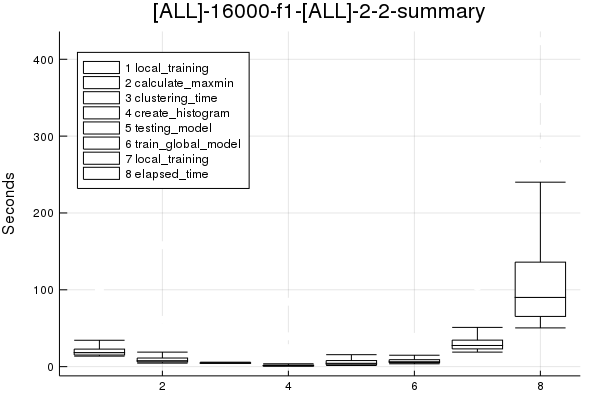 [ALL]-16000-f1-[ALL]-2-2-summary
400
300
200
100
0
Seconds
1 local_training
2 calculate_maxmin
3 clustering_time
4 create_histogram
5 testing_model
6 train_global_model
7 local_training
8 elapsed_time
2 4 6 8